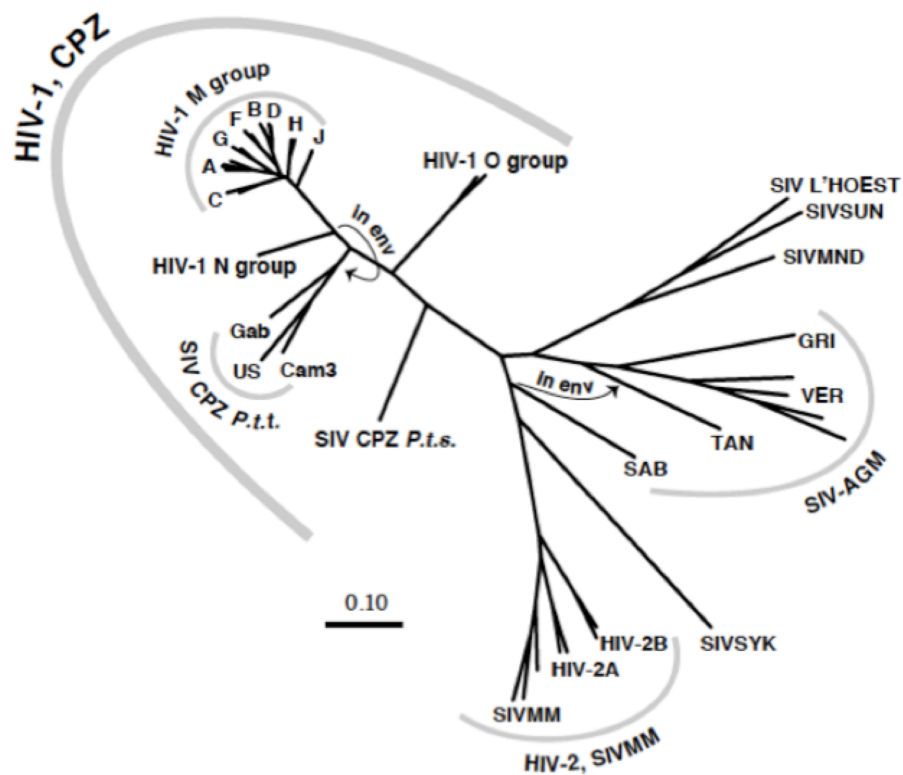 HIV-1, CPZ
HIV-1 M group
B
D
F
H
J
G
A
C
in env
HIV-1 O group
HIV-1 N group
Gab
US
Cam3
SIV CPZ P.t.t.
SIV CPZ P.t.s.
SIV L'HOEST
SIVSUN
SIVMND
GRI
VER
in env
TAN
SAB
SIV-AGM
0.10
SIVSYK
HIV-2B
HIV-2A
SIVMM
HIV-2, SIVMM